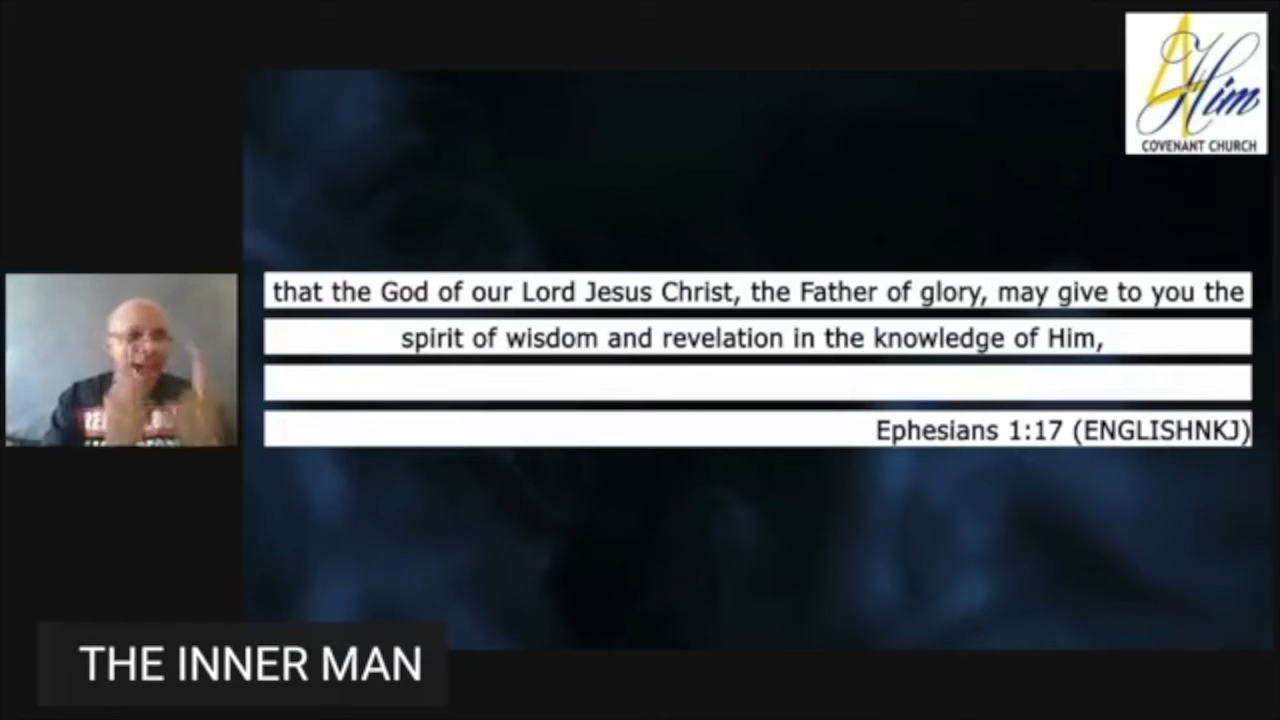 4Him
COVENANT CHURCH
that the God of our Lord Jesus Christ, the Father of glory, may give to you the
spirit of wisdom and revelation in the knowledge of Him,
Ephesians 1:17 (ENGLISHNKJ)
THE INNER MAN